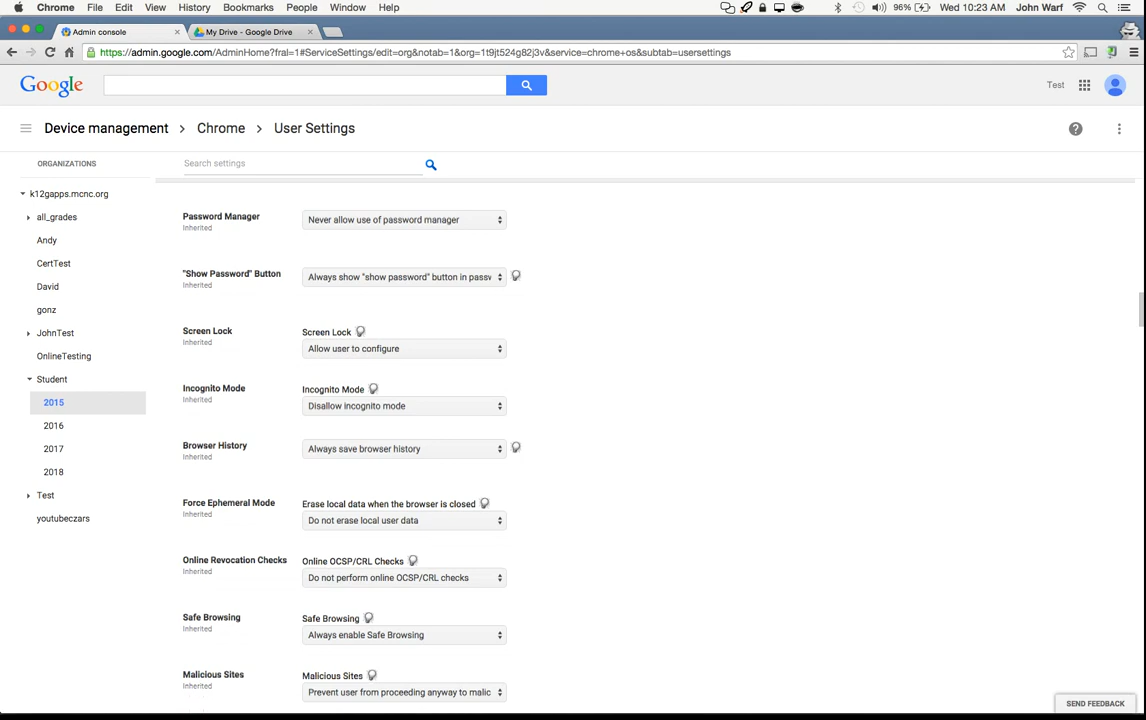 Chrome File Edit View History Bookmarks People Window Help 96% Wed 10:23 AM John Warf
Admin console My Drive - Google Drive
https://admin.google.com/AdminHome?fral=1#ServiceSettings/edit=org&notab=1&org=1t9jt524g82j3v&service=chrome+os&subtab=usersettings
Google Test
Device management > Chrome > User Settings
ORGANIZATIONS
Search settings
k12gapps.mcnc.org
all_grades
Andy
CertTest
David
gonz
JohnTest
OnlineTesting
Student
2015
2016
2017
2018
Test
youtubeczars
Password Manager
Inherited
Never allow use of password manager
"Show Password" Button
Inherited
Always show "show password" button in passw
Screen Lock
Inherited
Screen Lock
Allow user to configure
Incognito Mode
Inherited
Incognito Mode
Disallow incognito mode
Browser History
Inherited
Always save browser history
Force Ephemeral Mode
Inherited
Erase local data when the browser is closed
Do not erase local user data
Online Revocation Checks
Inherited
Online OCSP/CRL Checks
Do not perform online OCSP/CRL checks
Safe Browsing
Inherited
Safe Browsing
Always enable Safe Browsing
Malicious Sites
Inherited
Malicious Sites
Prevent user from proceeding anyway to malic
SEND FEEDBACK